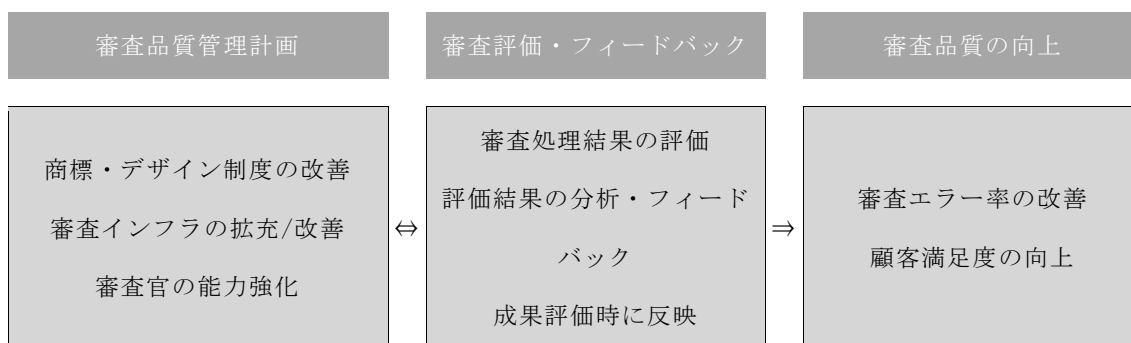 審査品質管理計画
審査評価・フィードバック
審査品質の向上
商標・デザイン制度の改善
審査インフラの拡充/改善
審査官の能力強化
⇔
審査処理結果の評価
評価結果の分析・フィード
バック
成果評価時に反映
⇒
審査エラー率の改善
顧客満足度の向上